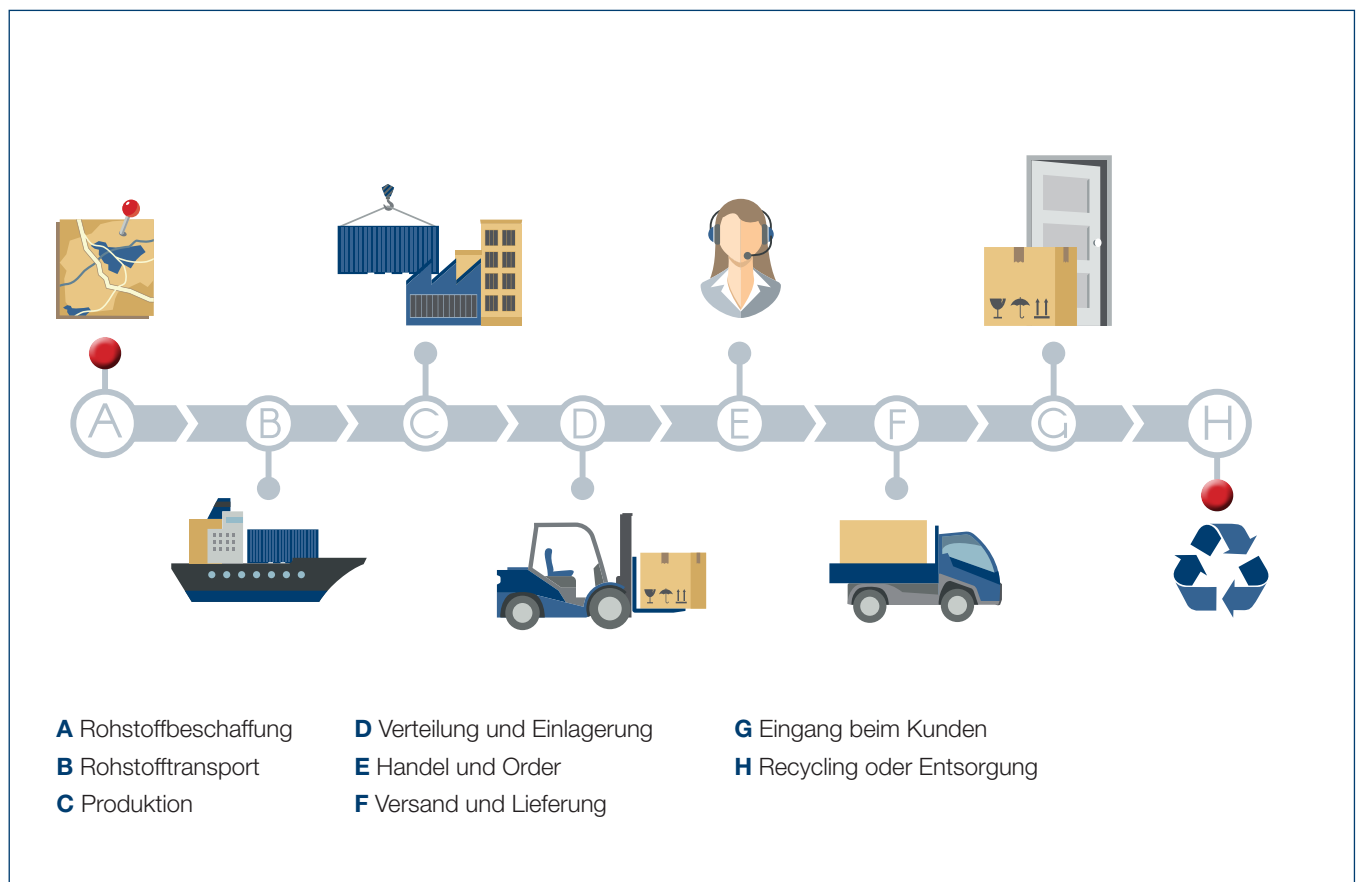 A
B
C
D
E
F
G
H
A Rohstoffbeschaffung
B Rohstofftransport
C Produktion
D Verteilung und Einlagerung
E Handel und Order
F Versand und Lieferung
G Eingang beim Kunden
H Recycling oder Entsorgung